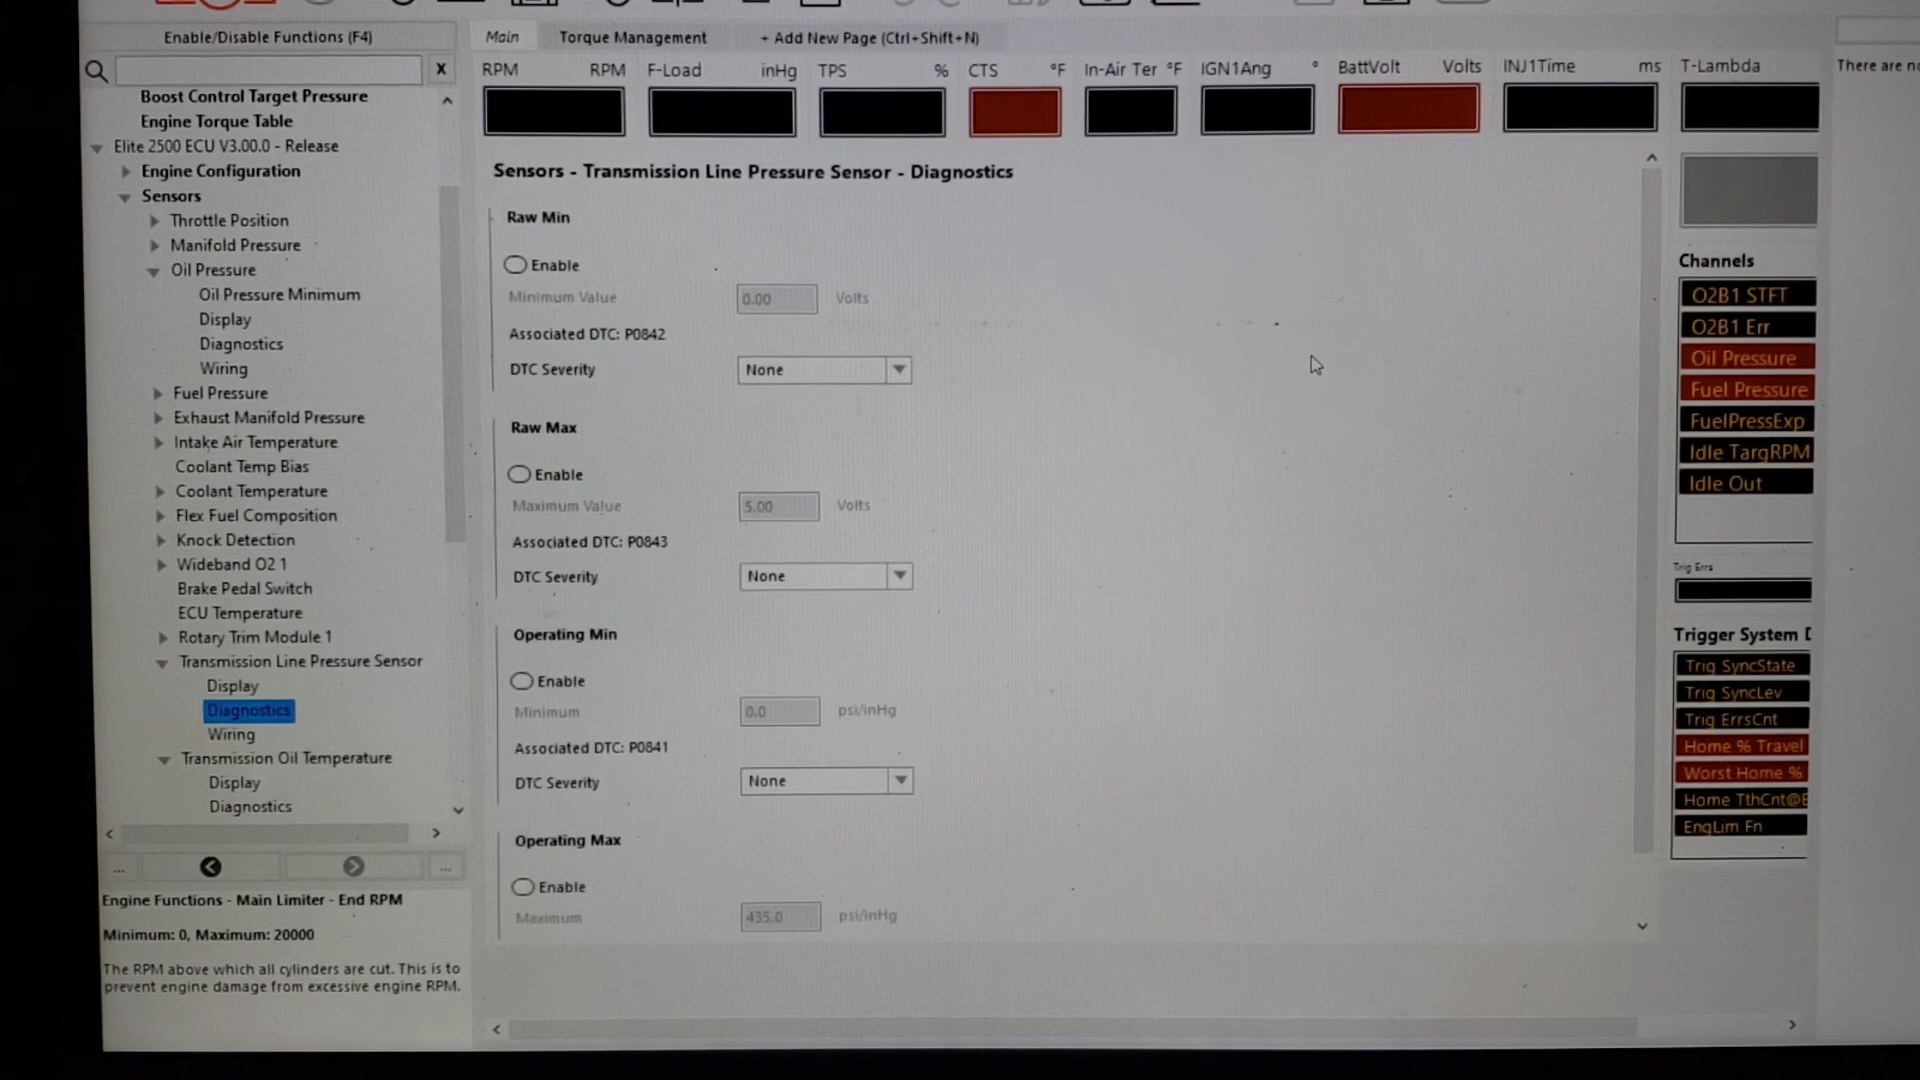 Enable/Disable Functions (F4)
X
Boost Control Target Pressure
Engine Torque Table
Elite 2500 ECU V3.00.0 - Release
Engine Configuration
Sensors
Throttle Position
Manifold Pressure
Oil Pressure
Oil Pressure Minimum
Display
Diagnostics
Wiring
Fuel Pressure
Exhaust Manifold Pressure
Intake Air Temperature
Coolant Temp Bias
Coolant Temperature
Flex Fuel Composition
Knock Detection
Wideband O2 1
Brake Pedal Switch
ECU Temperature
Rotary Trim Module 1
Transmission Line Pressure Sensor
Display
Diagnostics
Wiring
Transmission Oil Temperature
Display
Diagnostics
... ...
Engine Functions - Main Limiter - End RPM
Minimum: 0, Maximum: 20000
The RPM above which all cylinders are cut. This is to
prevent engine damage from excessive engine RPM.
Main Torque Management + Add New Page (Ctrl+Shift+N)
RPM RPM F-Load inHg TPS % CTS °F In-Air Ter °F IGN1Ang ° BattVolt Volts INJ1Time ms T-Lambda
Sensors - Transmission Line Pressure Sensor - Diagnostics
Raw Min
Enable
Minimum Value 0.00 Volts
Associated DTC: P0842
DTC Severity None
Raw Max
Enable
Maximum Value 5.00 Volts
Associated DTC: P0843
DTC Severity None
Operating Min
Enable
Minimum 0.0 psi/inHg
Associated DTC: P0841
DTC Severity None
Operating Max
Enable
Maximum 435.0 psi/inHg
Channels
O2B1 STFT
O2B1 Err
Oil Pressure
Fuel Pressure
FuelPressExp
Idle TargRPM
Idle Out
Trig Errs
Trigger System
Trig SyncState
Trig SyncLev
Trig ErrsCnt
Home % Travel
Worst Home %
Home TthCnt@
EngLim Fn
There are